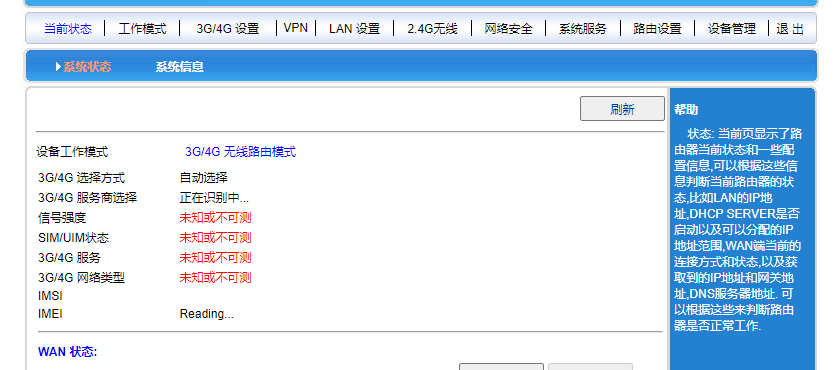 当前状态 工作模式 3G/4G 设置 VPN LAN 设置 2.4G无线 网络安全 系统服务 路由设置 设备管理 退 出
系统状态 系统信息
刷新
设备工作模式 3G/4G 无线路由模式
3G/4G 选择方式 自动选择
3G/4G 服务商选择 正在识别中...
信号强度 未知或不可测
SIM/UIM状态 未知或不可测
3G/4G 服务 未知或不可测
3G/4G 网络类型 未知或不可测
IMSI
IMEI Reading...
WAN 状态:
帮助
状态: 当前页显示了路
由器当前状态和一些配
置信息,可以根据这些信
息判断当前路由器的状
态,比如LAN的IP地
址,DHCP SERVER是否
启动以及可以分配的IP
地址范围,WAN端当前的
连接方式和状态,以及获
取到的IP地址和网关地
址,DNS服务器地址. 可
以根据这些来判断路由
器是否正常工作.